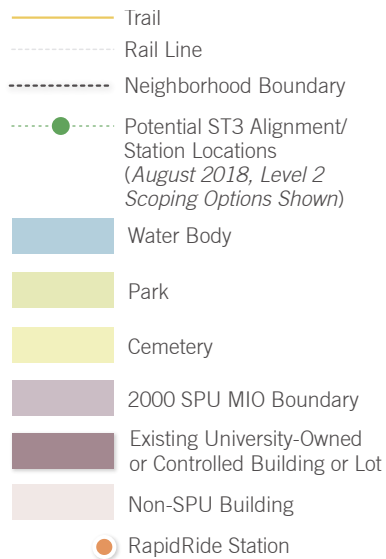 Trail
Rail Line
Neighborhood Boundary
Potential ST3 Alignment/
Station Locations
(August 2018, Level 2
Scoping Options Shown)
Water Body
Park
Cemetery
2000 SPU MIO Boundary
Existing University-Owned
or Controlled Building or Lot
Non-SPU Building
RapidRide Station